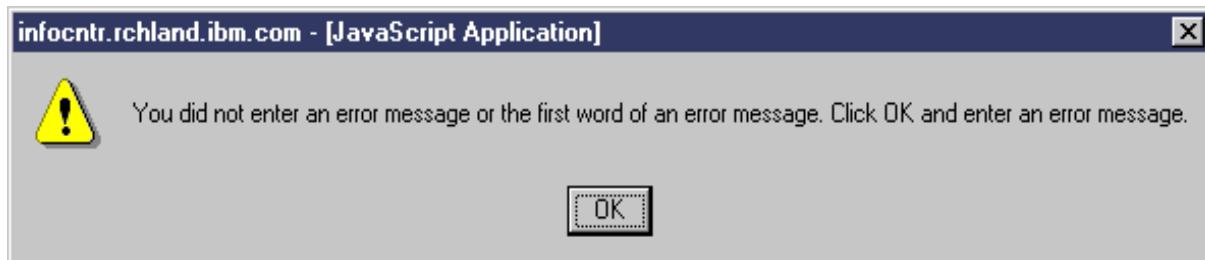 infocntr.rchland.ibm.com - [JavaScript Application]
You did not enter an error message or the first word of an error message. Click OK and enter an error message.
OK